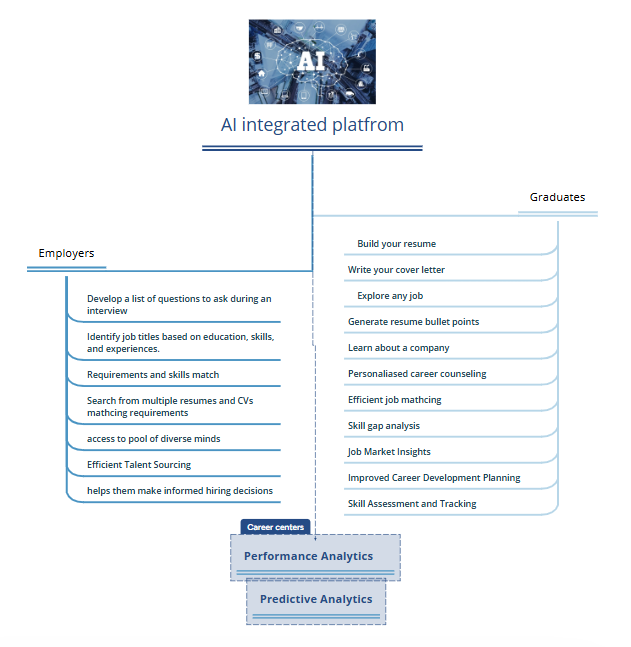 AI
AI integrated platfrom
Graduates
Employers
Build your resume
Write your cover letter
Explore any job
Generate resume bullet points
Learn about a company
Personaliased career counseling
Efficient job mathcing
Skill gap analysis
Job Market Insights
Improved Career Development Planning
Skill Assessment and Tracking
Develop a list of questions to ask during an
interview
Identify job titles based on education, skills,
and experiences.
Requirements and skills match
Search from multiple resumes and CVs
mathcing requirements
access to pool of diverse minds
Efficient Talent Sourcing
helps them make informed hiring decisions
Career centers
Performance Analytics
Predictive Analytics